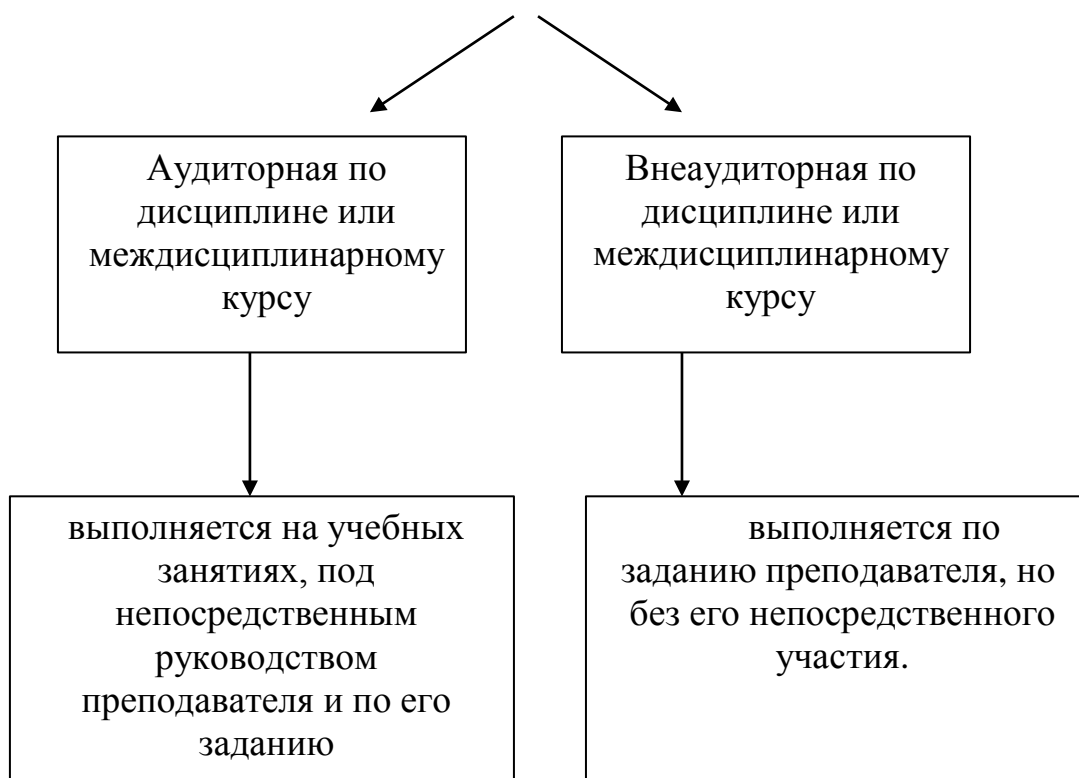 Аудиторная по
дисциплине или
междисциплинарному
курсу
Внеаудиторная по
дисциплине или
междисциплинарному
курсу
выполняется на учебных
занятиях, под
непосредственным
руководством
преподавателя и по его
заданию
выполняется по
заданию преподавателя, но
без его непосредственного
участия.